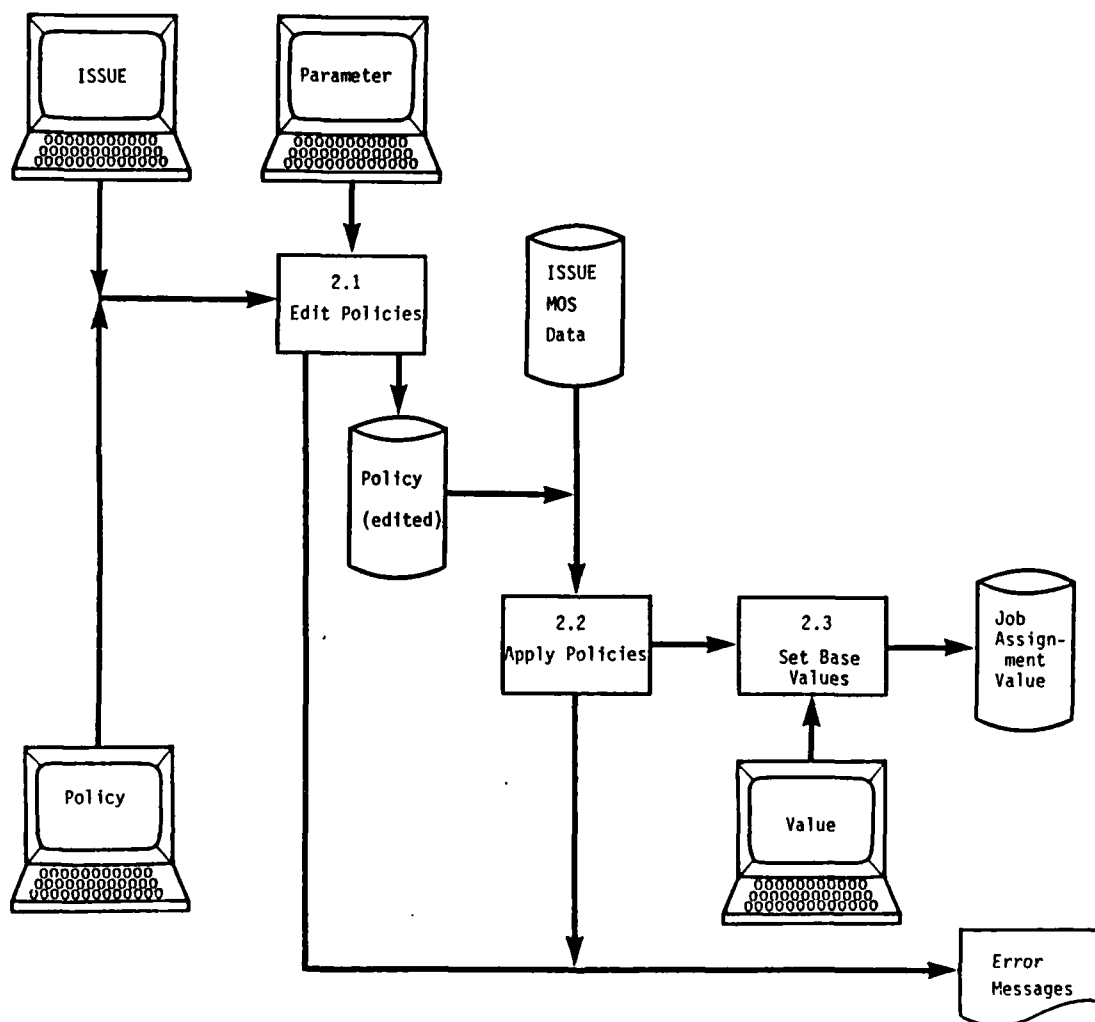 ISSUE
Parameter
2.1
Edit Policies
ISSUE
MOS
Data
Policy
(edited)
2.2
Apply Policies
2.3
Set Base
Values
Job
Assign-
ment
Value
Policy
Value
Error
Messages